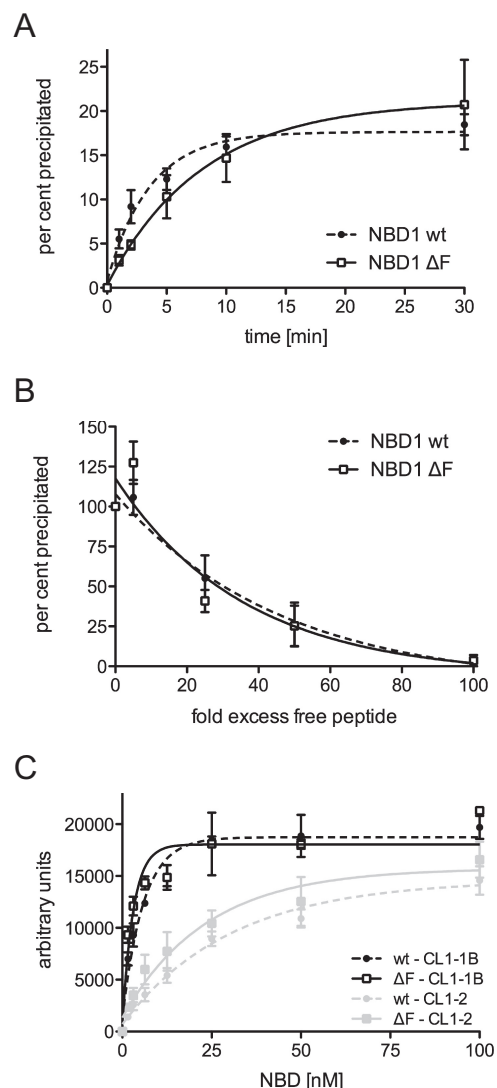 A
per cent precipitated
25
20
15
10
5
0
0 5 10 15 20 25 30
time [min]
NBD1 wt
NBD1 ΔF
B
per cent precipitated
150
125
100
75
50
25
0
0 20 40 60 80 100
fold excess free peptide
NBD1 wt
NBD1 ΔF
C
arbitrary units
20000
15000
10000
5000
0
0 25 50 75 100
NBD [nM]
wt - CL1-1B
ΔF - CL1-1B
wt - CL1-2
ΔF - CL1-2